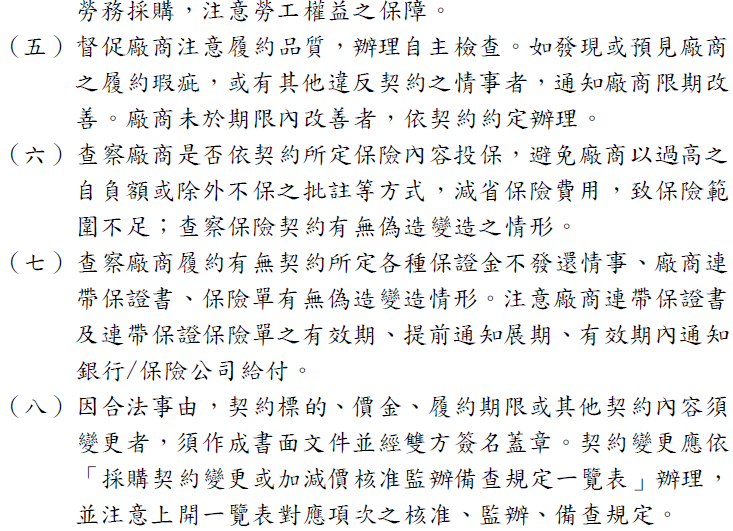 勞務採購，注意勞工權益之保障。
（五）督促廠商注意履約品質，辦理自主檢查。如發現或預見廠商
之履約瑕疵，或有其他違反契約之情事者，通知廠商限期改
善。廠商未於期限內改善者，依契約約定辦理。
（六）查察廠商是否依契約所定保險內容投保，避免廠商以過高之
自負額或除外不保之批註等方式，減省保險費用，致保險範
圍不足；查察保險契約有無偽造變造之情形。
（七）查察廠商履約有無契約所定各種保證金不發還情事、廠商連
帶保證書、保險單有無偽造變造情形。注意廠商連帶保證書
及連帶保證保險單之有效期、提前通知展期、有效期內通知
銀行/保險公司給付。
（八）因合法事由，契約標的、價金、履約期限或其他契約內容須
變更者，須作成書面文件並經雙方簽名蓋章。契約變更應依
「採購契約變更或加減價核准監辦備查規定一覽表」辦理，
並注意上開一覽表對應項次之核准、監辦、備查規定。